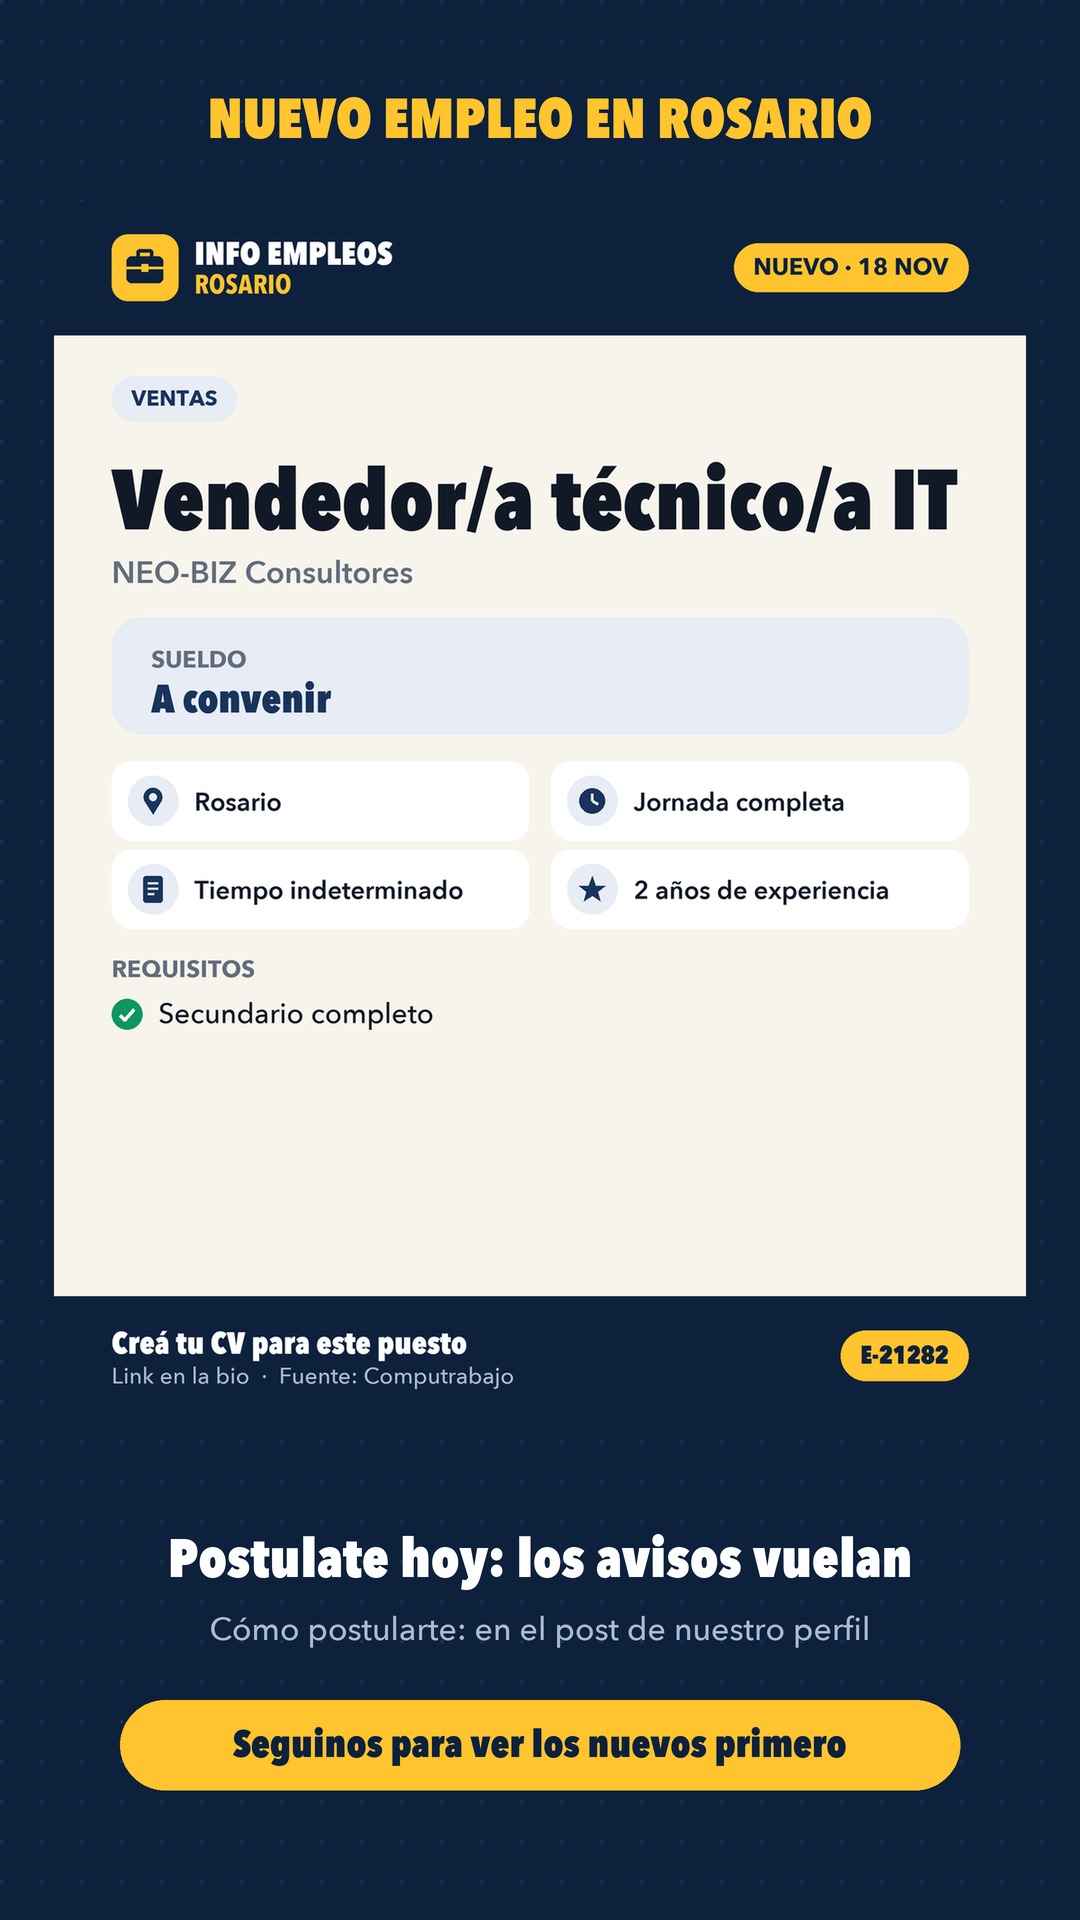 NUEVO EMPLEO EN ROSARIO
INFO EMPLEOS
ROSARIO
NUEVO · 18 NOV
VENTAS
Vendedor/a técnico/a IT
NEO-BIZ Consultores
SUELDO
A convenir
Rosario
Jornada completa
Tiempo indeterminado
2 años de experiencia
REQUISITOS
Secundario completo
Creá tu CV para este puesto
Link en la bio · Fuente: Computrabajo
E-21282
Postulate hoy: los avisos vuelan
Cómo postularte: en el post de nuestro perfil
Seguinos para ver los nuevos primero